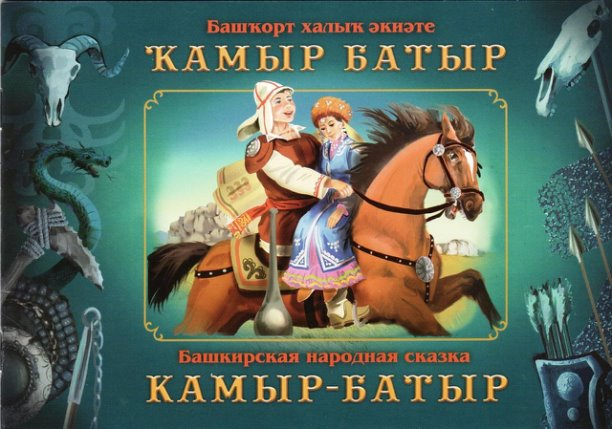 Башҡорт халыҡ әкиәте
ҠАМЫР БАТЫР
Башкирская народная сказка
КАМЫР-БАТЫР